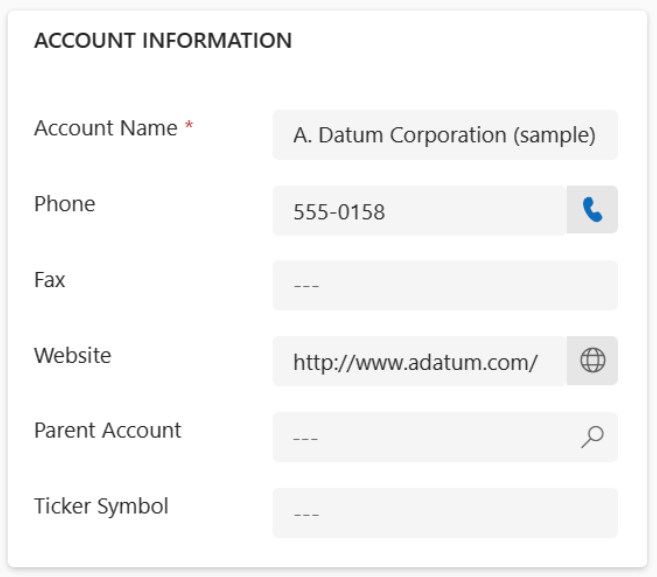 ACCOUNT INFORMATION
Account Name * A. Datum Corporation (sample)
Phone 555-0158
Fax ---
Website http://www.adatum.com/
Parent Account ---
Ticker Symbol ---